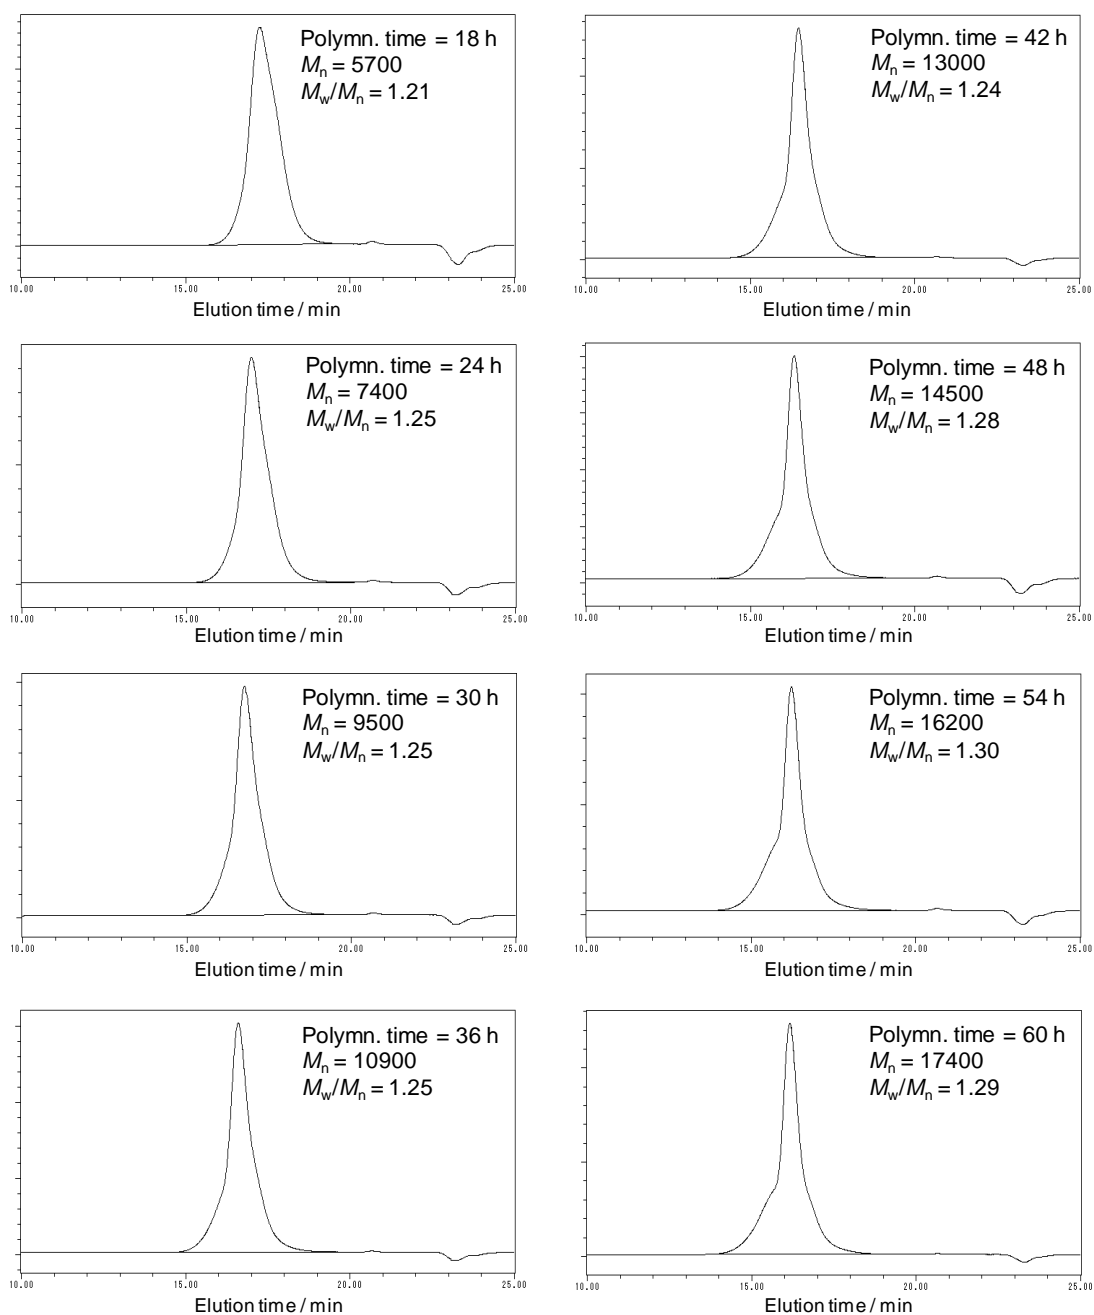 Polymn. time = 18 h
Mn = 5700
Mw/Mn = 1.21
10.00 15.00 20.00 25.00
Elution time / min
Polymn. time = 42 h
Mn = 13000
Mw/Mn = 1.24
10.00 15.00 20.00 25.00
Elution time / min
Polymn. time = 24 h
Mn = 7400
Mw/Mn = 1.25
10.00 15.00 20.00 25.00
Elution time / min
Polymn. time = 48 h
Mn = 14500
Mw/Mn = 1.28
10.00 15.00 20.00 25.00
Elution time / min
Polymn. time = 30 h
Mn = 9500
Mw/Mn = 1.25
10.00 15.00 20.00 25.00
Elution time / min
Polymn. time = 54 h
Mn = 16200
Mw/Mn = 1.30
10.00 15.00 20.00 25.00
Elution time / min
Polymn. time = 36 h
Mn = 10900
Mw/Mn = 1.25
10.00 15.00 20.00 25.00
Elution time / min
Polymn. time = 60 h
Mn = 17400
Mw/Mn = 1.29
10.00 15.00 20.00 25.00
Elution time / min